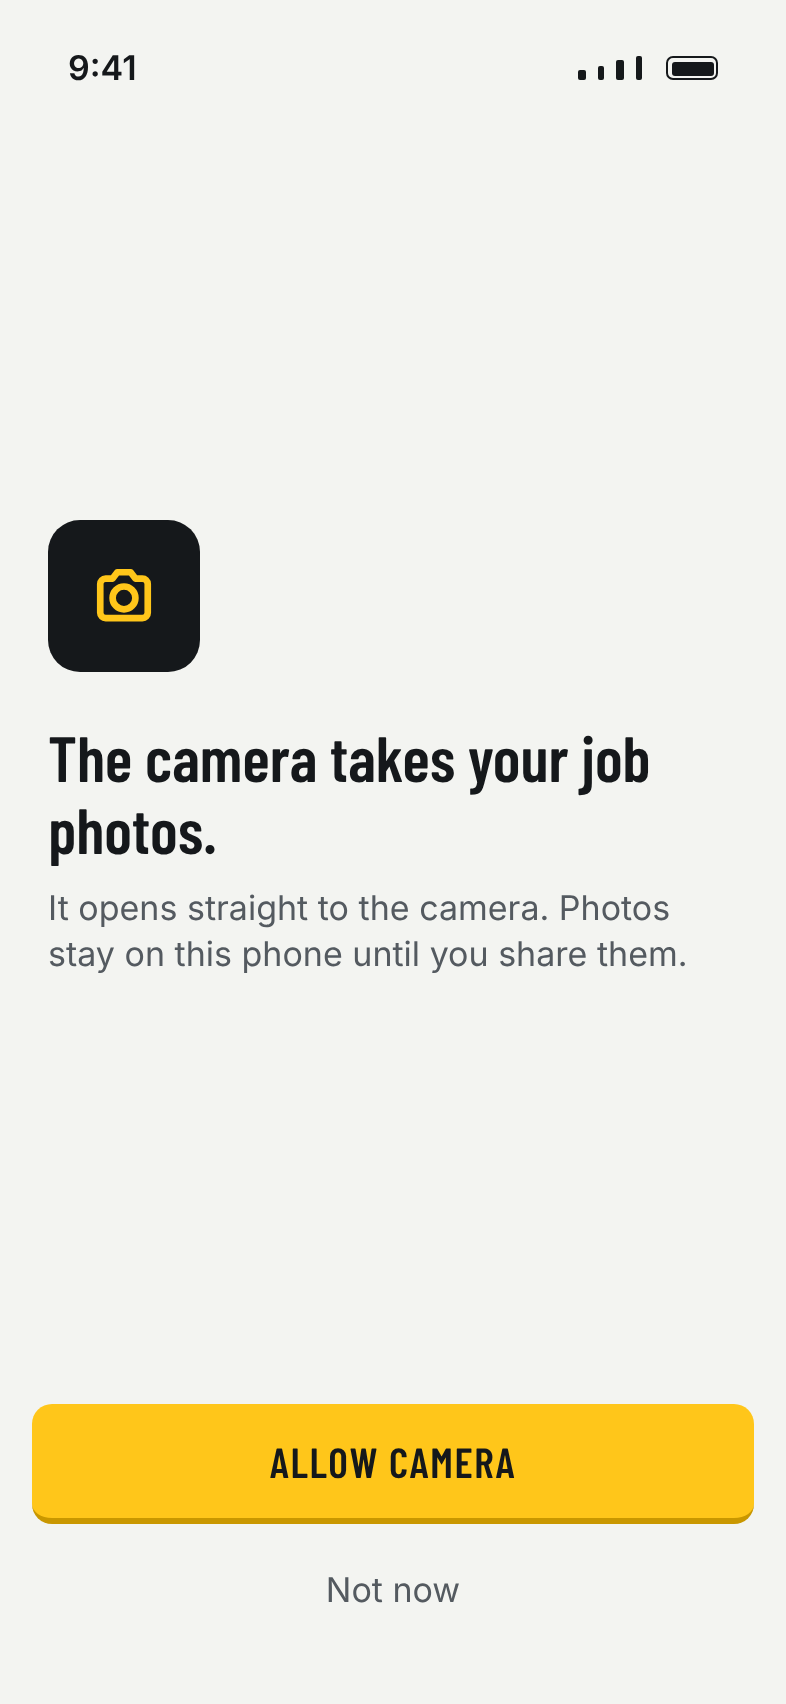 9:41
The camera takes your job
photos.
It opens straight to the camera. Photos
stay on this phone until you share them.
ALLOW CAMERA
Not now